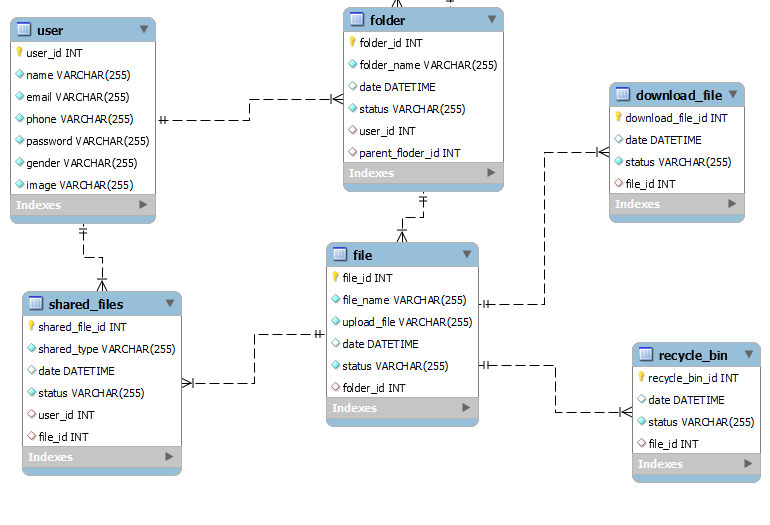 user
user_id INT
name VARCHAR(255)
email VARCHAR(255)
phone VARCHAR(255)
password VARCHAR(255)
gender VARCHAR(255)
image VARCHAR(255)
Indexes
folder
folder_id INT
folder_name VARCHAR(255)
date DATETIME
status VARCHAR(255)
user_id INT
parent_floder_id INT
Indexes
download_file
download_file_id INT
date DATETIME
status VARCHAR(255)
file_id INT
Indexes
shared_files
shared_file_id INT
shared_type VARCHAR(255)
date DATETIME
status VARCHAR(255)
user_id INT
file_id INT
Indexes
file
file_id INT
file_name VARCHAR(255)
upload_file VARCHAR(255)
date DATETIME
status VARCHAR(255)
folder_id INT
Indexes
recycle_bin
recycle_bin_id INT
date DATETIME
status VARCHAR(255)
file_id INT
Indexes